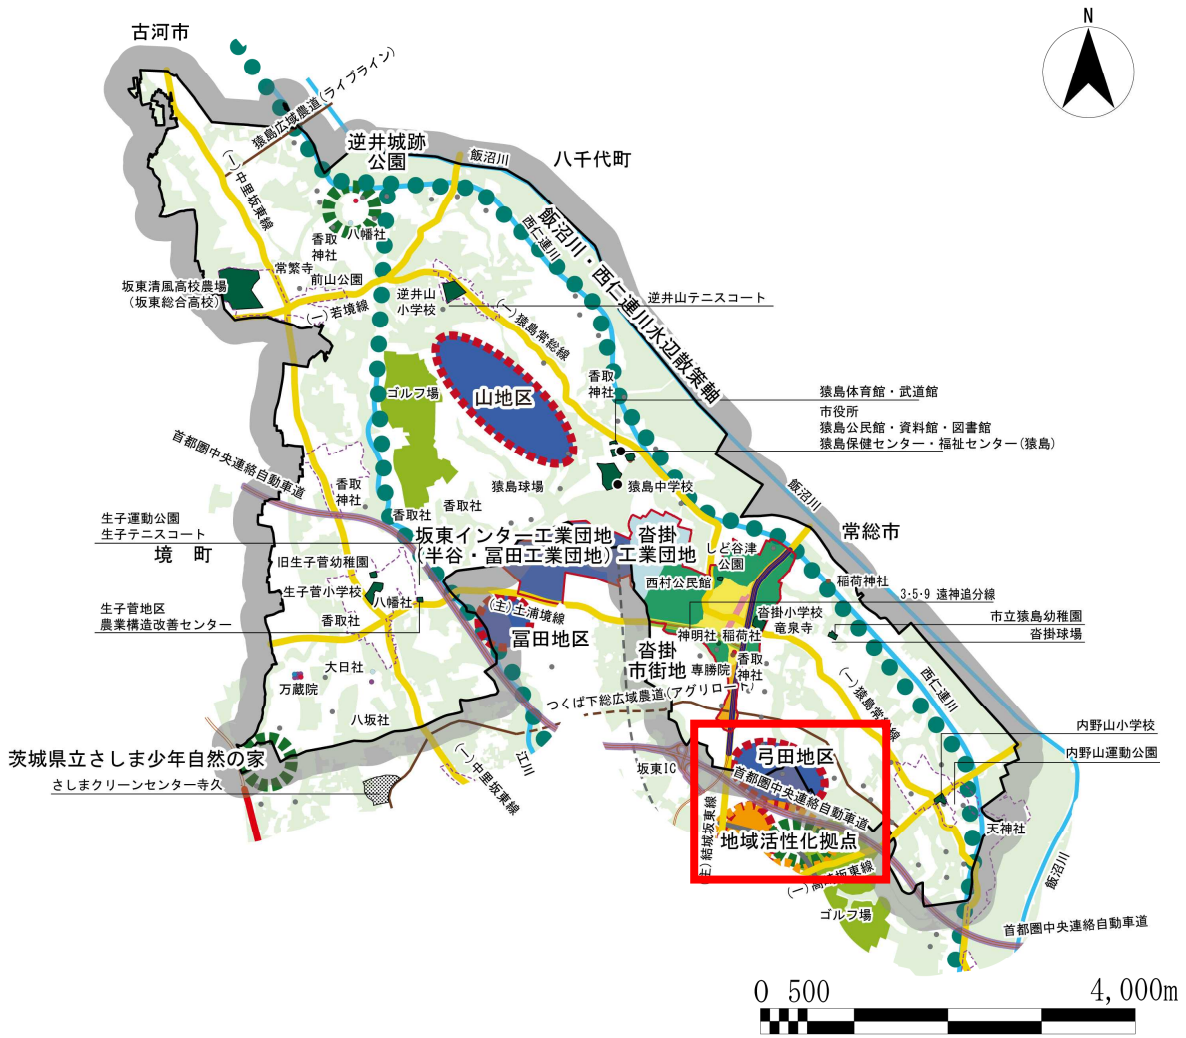 N
古河市
猿島広域農道(ライブライン)
逆井城跡
公園
飯沼川
八千代町
(一)中里坂東線
飯沼川・西仁連川水辺散策軸
西仁連川
八幡社
香取
神社
常繁寺
前山公園
坂東清風高校農場
(坂東総合高校)
(一)若境線
逆井山
小学校
逆井山テニスコート
(一)猿島常総線
香取
神社
ゴルフ場
山地区
猿島体育館・武道館
市役所
猿島公民館・資料館・図書館
猿島保健センター・福祉センター(猿島)
首都圏中央連絡自動車道
香取
神社
香取社
香取社
猿島球場
猿島中学校
飯沼川
常総市
生子運動公園
生子テニスコート
境 町
坂東インター工業団地
(半谷・冨田工業団地)
沓掛
工業団地
しど谷津
公園
旧生子菅幼稚園
生子菅小学校
八幡社
香取社
西村公民館
稲荷神社
3・5・9 遠神追分線
生子菅地区
農業構造改善センター
(主)土浦境線
冨田地区
沓掛
市街地
神明社
稲荷社
沓掛小学校
竜泉寺
市立猿島幼稚園
沓掛球場
専勝院
香取
神社
大日社
万蔵院
八坂社
つくば下総広域農道(アグリロード)
(一)猿島常総線
西仁連川
内野山小学校
内野山運動公園
茨城県立さしま少年自然の家
さしまクリーンセンター寺久
(一)中里坂東線
江川
坂東IC
弓田地区
首都圏中央連絡自動車道
(主)結城坂東線
地域活性化拠点
天神社
飯沼川
(一)高崎坂東線
ゴルフ場
首都圏中央連絡自動車道
0 500 4,000m